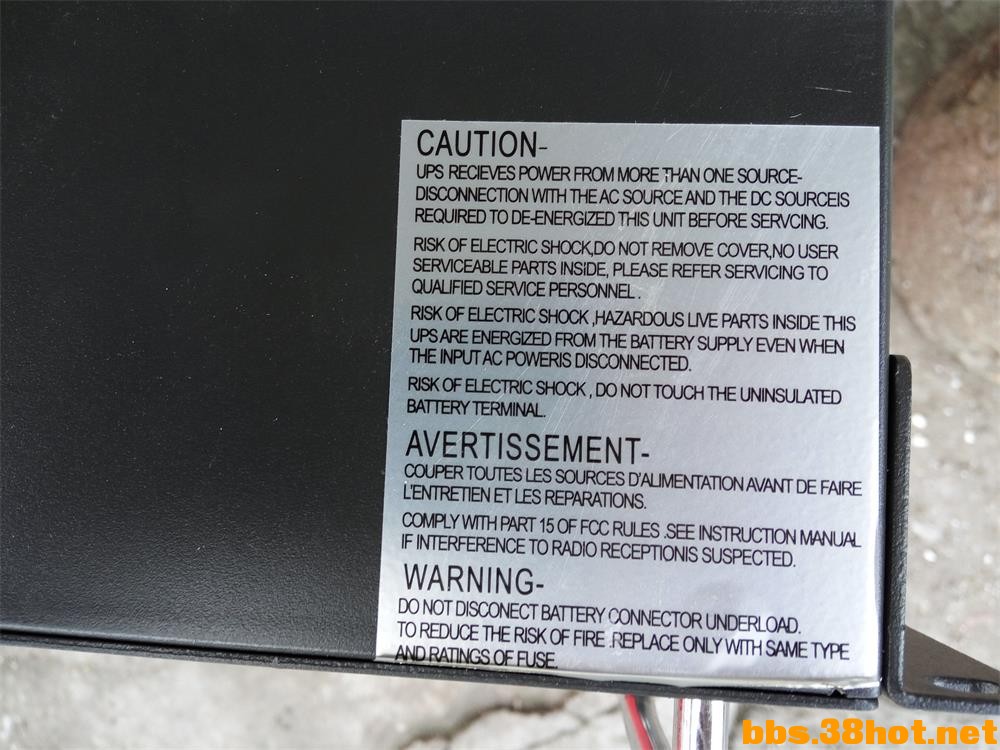 CAUTION-
UPS RECIEVES POWER FROM MORE THAN ONE SOURCE-
DISCONNECTION WITH THE AC SOURCE AND THE DC SOURCEIS
REQUIRED TO DE-ENERGIZED THIS UNIT BEFORE SERVCING.
RISK OF ELECTRIC SHOCK,DO NOT REMOVE COVER,NO USER
SERVICEABLE PARTS INSIDE, PLEASE REFER SERVICING TO
QUALIFIED SERVICE PERSONNEL .
RISK OF ELECTRIC SHOCK ,HAZARDOUS LIVE PARTS INSIDE THIS
UPS ARE ENERGIZED FROM THE BATTERY SUPPLY EVEN WHEN
THE INPUT AC POWERIS DISCONNECTED.
RISK OF ELECTRIC SHOCK , DO NOT TOUCH THE UNINSULATED
BATTERY TERMINAL.
AVERTISSEMENT-
COUPER TOUTES LES SOURCES D'ALIMENTATION AVANT DE FAIRE
L'ENTRETIEN ET LES REPARATIONS.
COMPLY WITH PART 15 OF FCC RULES .SEE INSTRUCTION MANUAL
IF INTERFERENCE TO RADIO RECEPTIONIS SUSPECTED.
WARNING-
DO NOT DISCONECT BATTERY CONNECTOR UNDERLOAD.
TO REDUCE THE RISK OF FIRE .REPLACE ONLY WITH SAME TYPE
AND RATINGS OF FUSE.
bbs.38hot.net